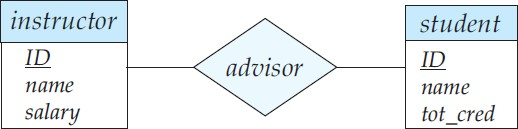 instructor
ID
name
salary
advisor
student
ID
name
tot_cred